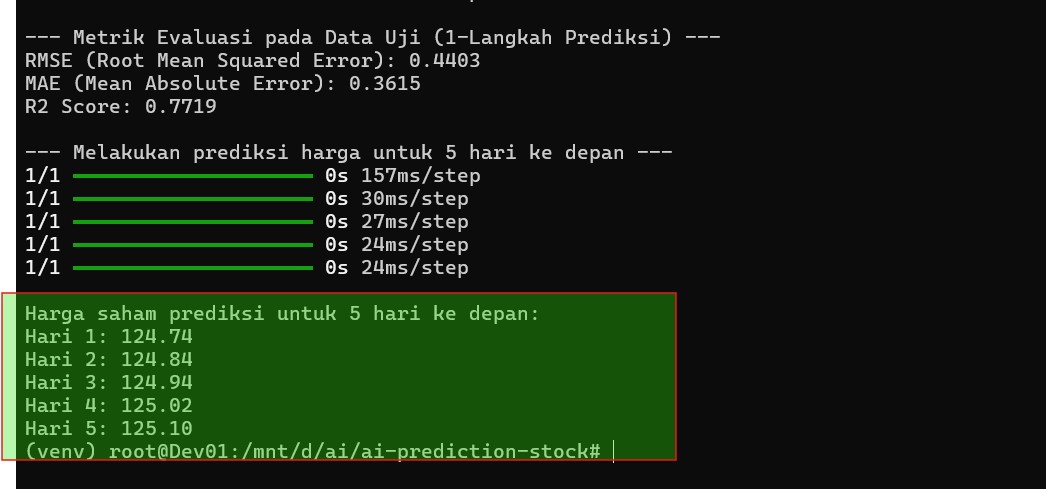 --- Metrik Evaluasi pada Data Uji (1-Langkah Prediksi) ---
RMSE (Root Mean Squared Error): 0.4403
MAE (Mean Absolute Error): 0.3615
R2 Score: 0.7719
--- Melakukan prediksi harga untuk 5 hari ke depan ---
1/1 0s 157ms/step
1/1 0s 30ms/step
1/1 0s 27ms/step
1/1 0s 24ms/step
1/1 0s 24ms/step
Harga saham prediksi untuk 5 hari ke depan:
Hari 1: 124.74
Hari 2: 124.84
Hari 3: 124.94
Hari 4: 125.02
Hari 5: 125.10
(venv) root@Dev01:/mnt/d/ai/ai-prediction-stock#